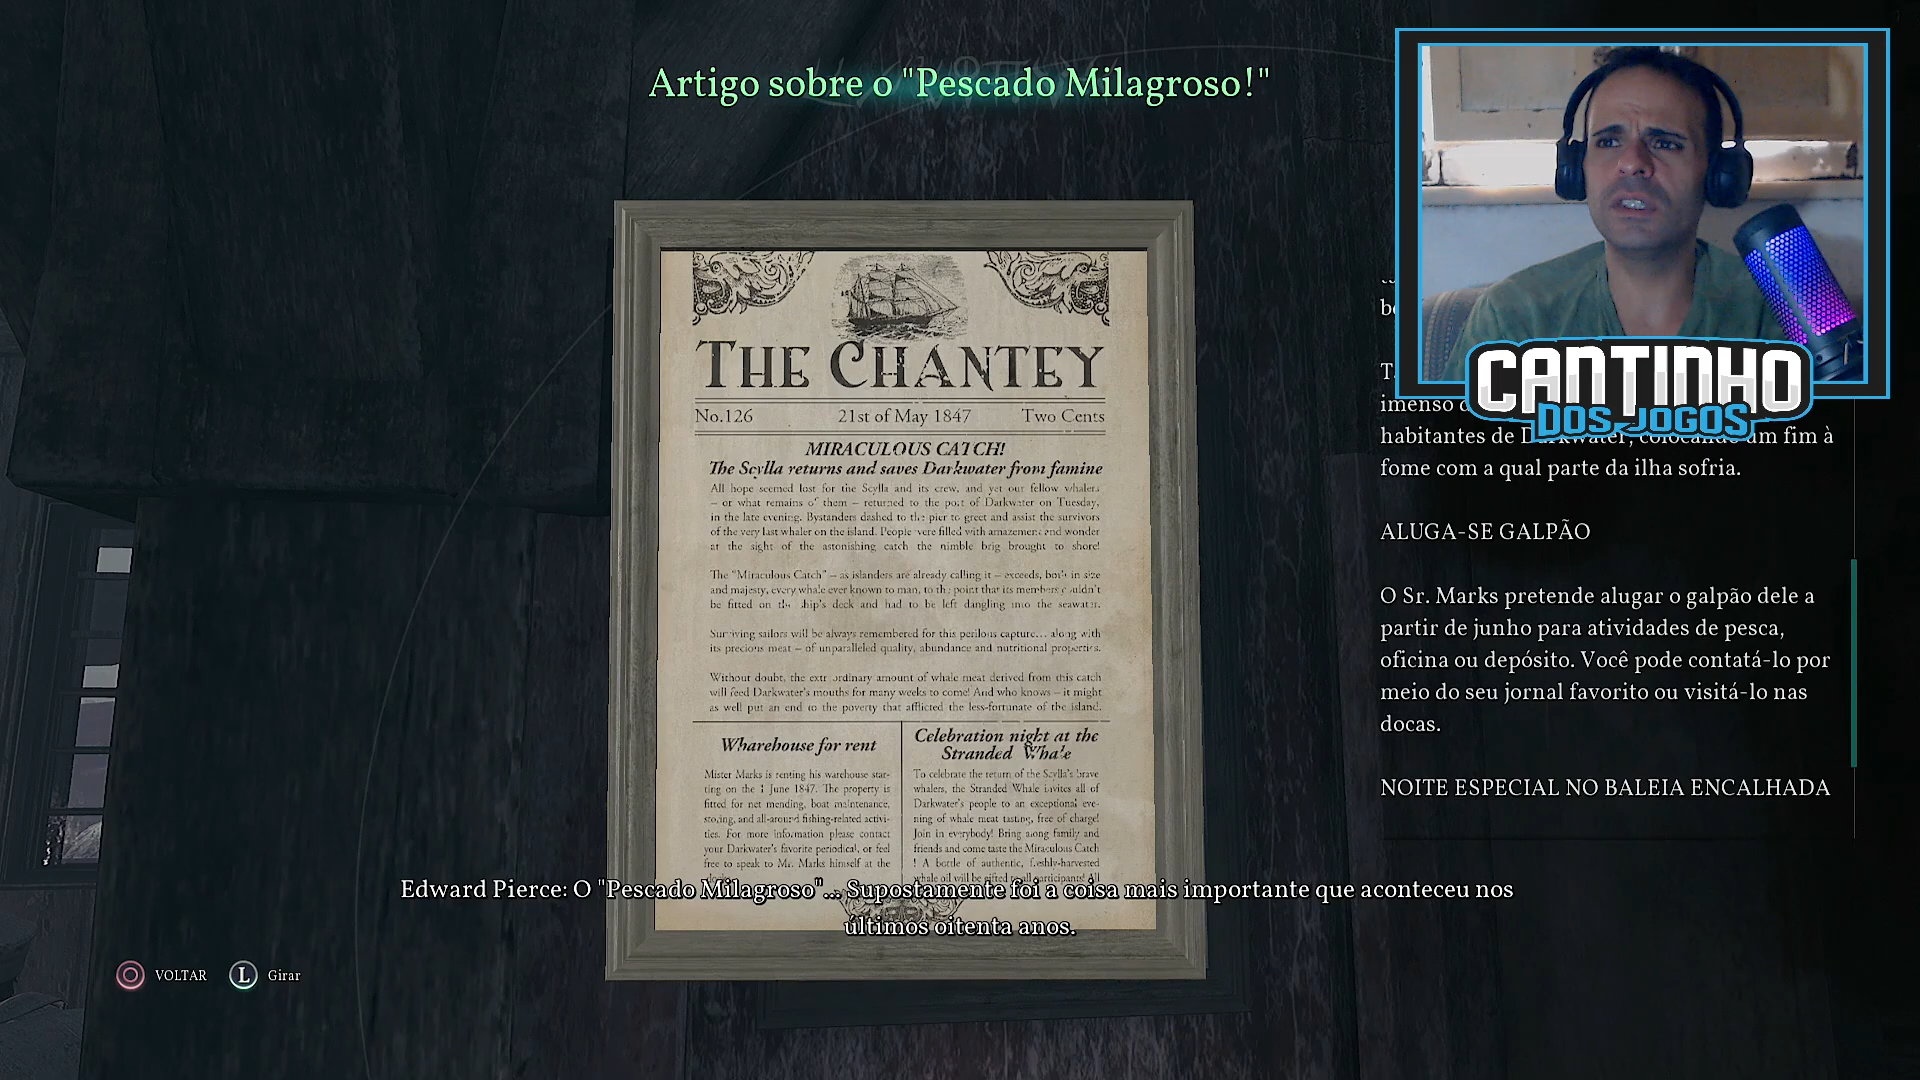 Artigo sobre o "Pescado Milagroso!"
THE CHANTEY
No.126 21st of May 1847 Two Cents
MIRACULOUS CATCH!
The Scylla returns and saves Darkwater from famine
All hope seemed lost for the Scylla and its crew, and yet our fellow whalers
– or what remains of them – returned to the port of Darkwater on Tuesday,
in the late evening. Bystanders dashed to the pier to greet and assist the survivors
of the very last whaler on the island. People were filled with amazement and wonder
at the sight of the astonishing catch the nimble brig brought to shore!
The "Miraculous Catch" – as islanders are already calling it – exceeds, both in size
and majesty, every whale ever known to man, to the point that its members couldn't
be fitted on the ship's deck and had to be left dangling into the seawater.
Surviving sailors will be always remembered for this perilous capture... along with
its precious meat – of unparalleled quality, abundance and nutritional properties.
Without doubt, the extraordinary amount of whale meat derived from this catch
will feed Darkwater's mouths for many weeks to come! And who knows – it might
as well put an end to the poverty that afflicted the less-fortunate of the island.
Wharehouse for rent
Mister Marks is renting his warehouse star-
ting on the 1 June 1847. The property is
fitted for net mending, boat maintenance,
storing, and all-around fishing-related activi-
ties. For more information please contact
your Darkwater's favorite periodical, or feel
free to speak to Mr. Marks himself at the
Celebration night at the
Stranded Whale
To celebrate the return of the Scylla's brave
whalers, the Stranded Whale invites all of
Darkwater's people to an exceptional eve-
ning of whale meat tasting, free of charge!
Join in everybody! Bring along family and
friends and come taste the Miraculous Catch
! A bottle of authentic, freshly-harvested
whale oil will be gifted to all participants! All
CANTINHO
DOS JOGOS
imenso
habitantes de Darkwater, colocando um fim à
fome com a qual parte da ilha sofria.
ALUGA-SE GALPÃO
O Sr. Marks pretende alugar o galpão dele a
partir de junho para atividades de pesca,
oficina ou depósito. Você pode contatá-lo por
meio do seu jornal favorito ou visitá-lo nas
docas.
NOITE ESPECIAL NO BALEIA ENCALHADA
Edward Pierce: O "Pescado Milagroso"... Supostamente foi a coisa mais importante que aconteceu nos
últimos oitenta anos.
VOLTAR L Girar